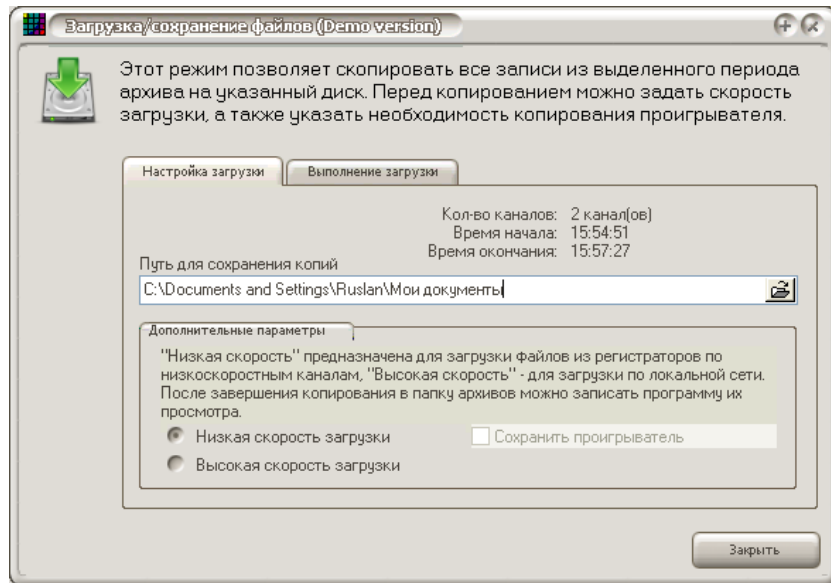 Загрузка/сохранение файлов (Demo version)
Этот режим позволяет скопировать все записи из выделенного периода
архива на указанный диск. Перед копированием можно задать скорость
загрузки, а также указать необходимость копирования проигрывателя.
Настройка загрузки
Выполнение загрузки
Кол-во каналов: 2 канал(ов)
Время начала: 15:54:51
Время окончания: 15:57:27
Путь для сохранения копий
C:\Documents and Settings\Ruslan\Мои документы
Дополнительные параметры
"Низкая скорость" предназначена для загрузки файлов из регистраторов по
низкоскоростным каналам, "Высокая скорость" - для загрузки по локальной сети.
После завершения копирования в папку архивов можно записать программу их
просмотра.
Низкая скорость загрузки
Сохранить проигрыватель
Высокая скорость загрузки
Закрыть